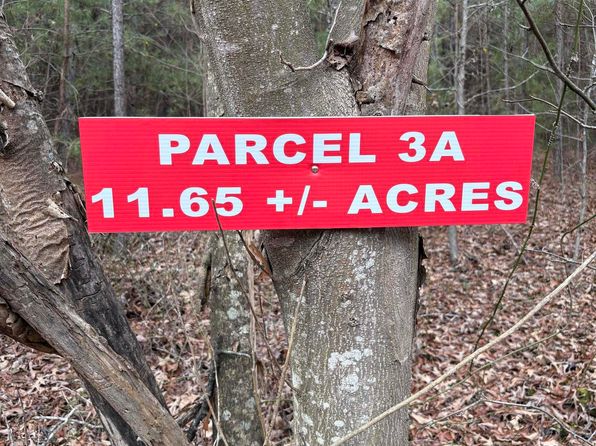 PARCEL 3A
11.65 +/- ACRES